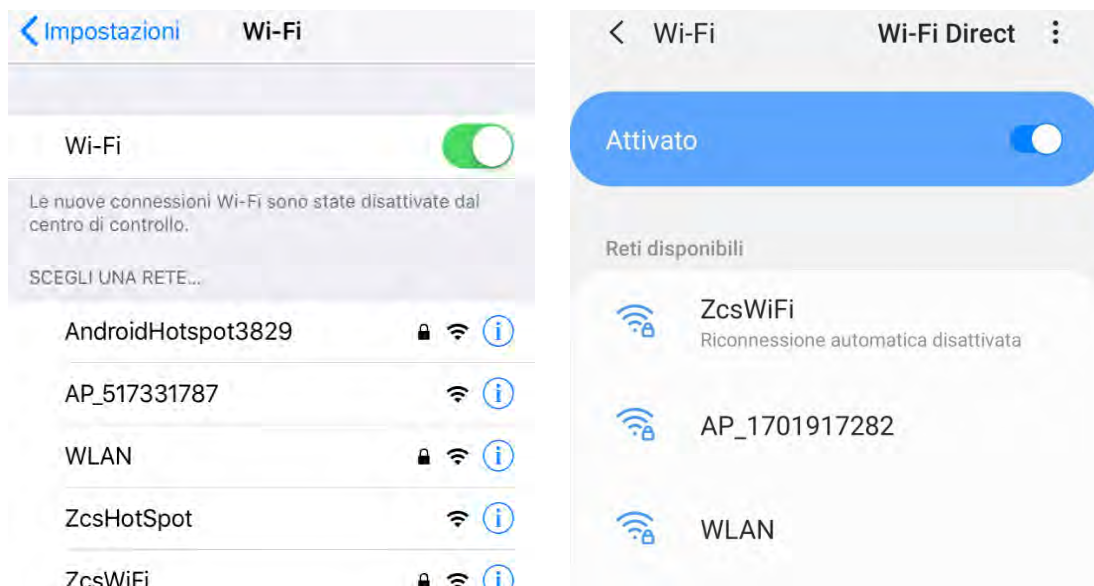 Impostazioni Wi-Fi
Wi-Fi
Le nuove connessioni Wi-Fi sono state disattivate dal
centro di controllo.
SCEGLI UNA RETE...
AndroidHotspot3829
AP_517331787
WLAN
ZcsHotSpot
ZcsWiFi
Wi-Fi Wi-Fi Direct
Attivato
Reti disponibili
ZcsWiFi
Riconnessione automatica disattivata
AP_1701917282
WLAN